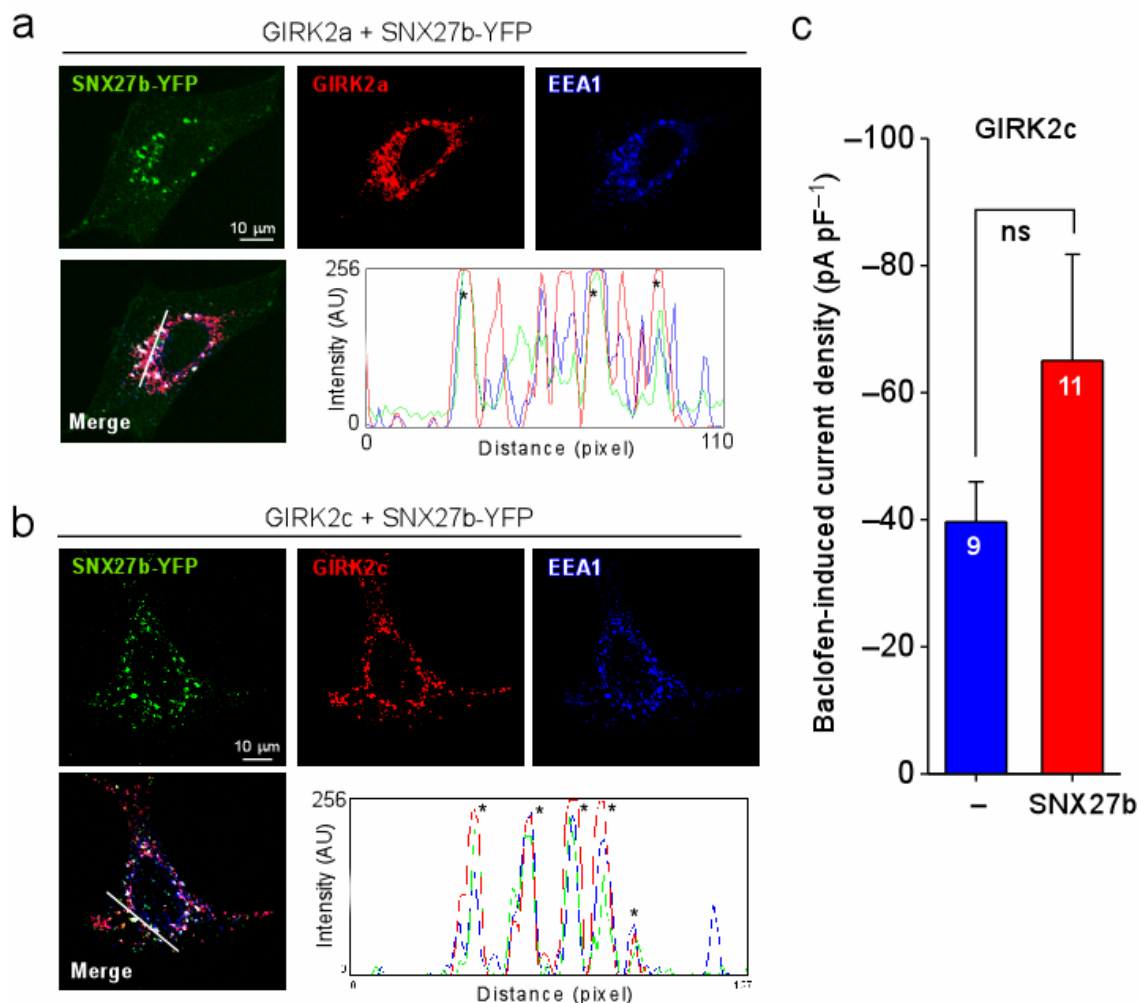 a
GIRK2a + SNX27b-YFP
SNX27b-YFP
GIRK2a
EEA1
10 µm
Merge
256
Intensity (AU)
0
* * *
0
Distance (pixel)
110
b
GIRK2c + SNX27b-YFP
SNX27b-YFP
GIRK2c
EEA1
10 µm
Merge
256
Intensity (AU)
* * * *
*
0
Distance (pixel)
c
GIRK2c
Baclofen-induced current density (pA pF⁻¹)
–100
–80
–60
–40
–20
0
ns
9
11
–
SNX27b